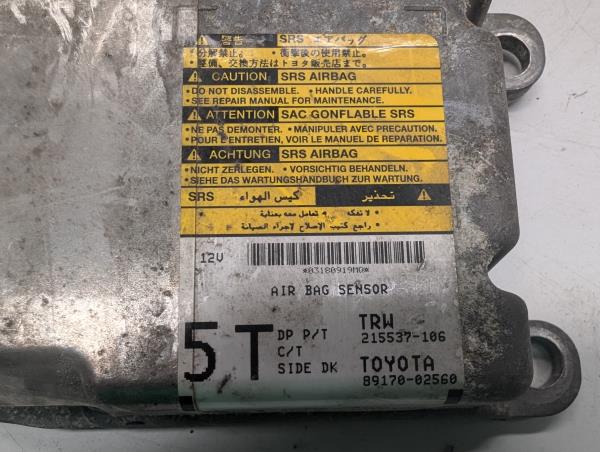 警告 SRS エアバッグ
・分解禁止。 ・衝撃後の使用禁止。
・整備、交換方法はトヨタ販売店まで。
CAUTION SRS AIRBAG
・DO NOT DISASSEMBLE. ・HANDLE CAREFULLY.
・SEE REPAIR MANUAL FOR MAINTENANCE.
ATTENTION SAC GONFLABLE SRS
・NE PAS DEMONTER. ・MANIPULER AVEC PRECAUTION.
・POUR L'ENTRETIEN, VOIR LE MANUEL DE REPARATION.
ACHTUNG SRS AIRBAG
・NICHT ZERLEGEN. ・VORSICHTIG BEHANDELN.
・SIEHE DAS WARTUNGSHANDBUCH ZUR WARTUNG.
تحذير كيس الهواء SRS
・لا تفكه ・تعامل معه بعناية
・راجع كتيب الإصلاح لإجراء الصيانة
12V
*03180919M0*
AIR BAG SENSOR
5T DP P/T TRW
215537-106
C/T
SIDE DK TOYOTA
89170-02560